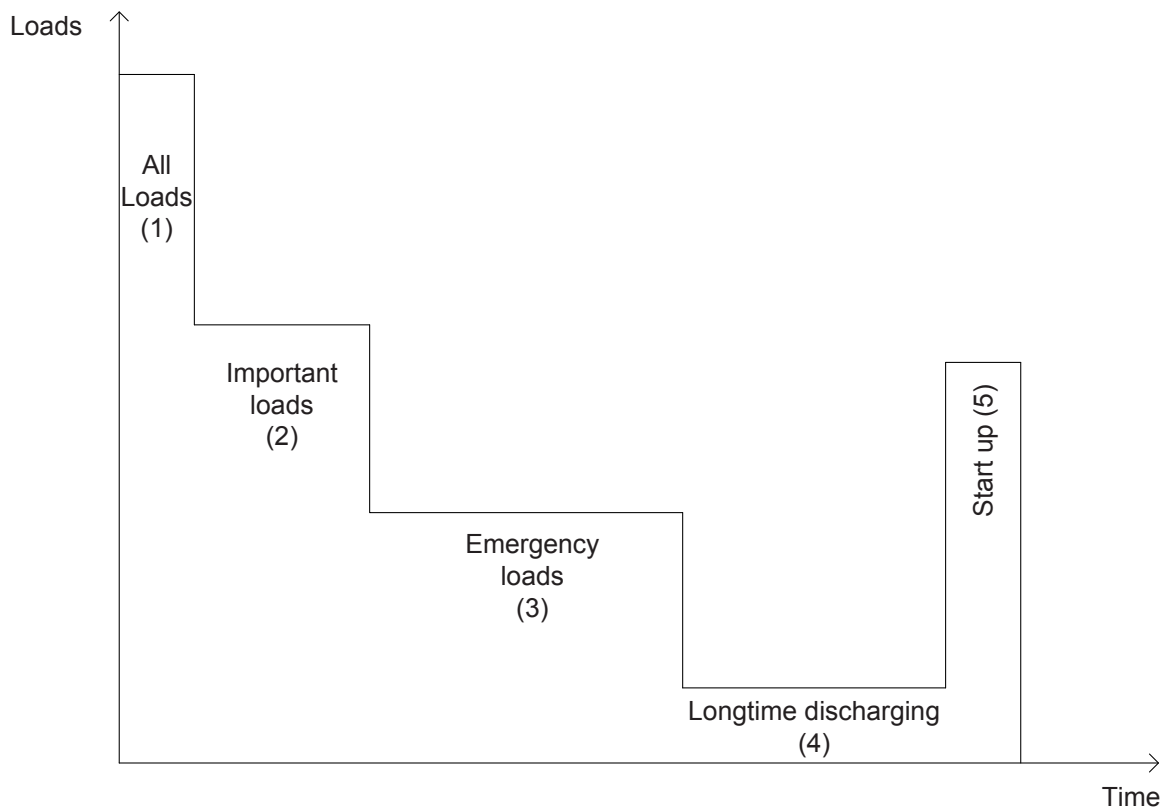 Loads
All
Loads
(1)
Important
loads
(2)
Emergency
loads
(3)
Longtime discharging
(4)
Start up (5)
Time